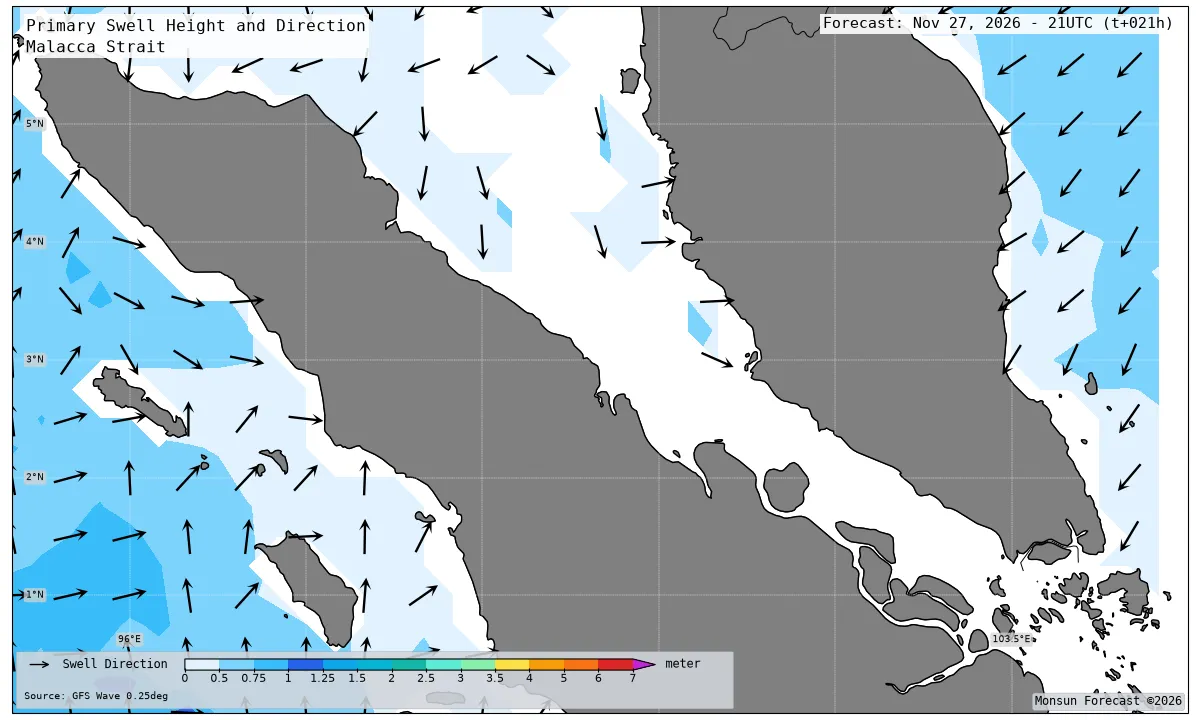 Primary Swell Height and Direction
Malacca Strait
Forecast: Nov 27, 2026 - 21UTC (t+021h)
5°N
4°N
3°N
2°N
1°N
96°E
103.5°E
Swell Direction
meter
0 0.5 0.75 1 1.25 1.5 2 2.5 3 3.5 4 5 6 7
Source: GFS Wave 0.25deg
Monsun Forecast ©2026